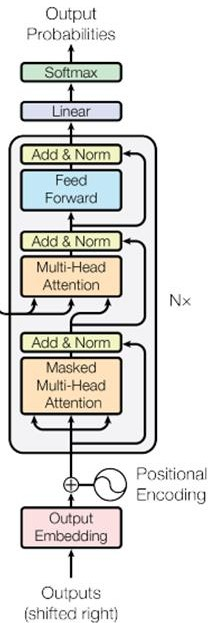 Output
Probabilities
Softmax
Linear
Add & Norm
Feed
Forward
Add & Norm
Multi-Head
Attention
N×
Add & Norm
Masked
Multi-Head
Attention
Positional
Encoding
Output
Embedding
Outputs
(shifted right)